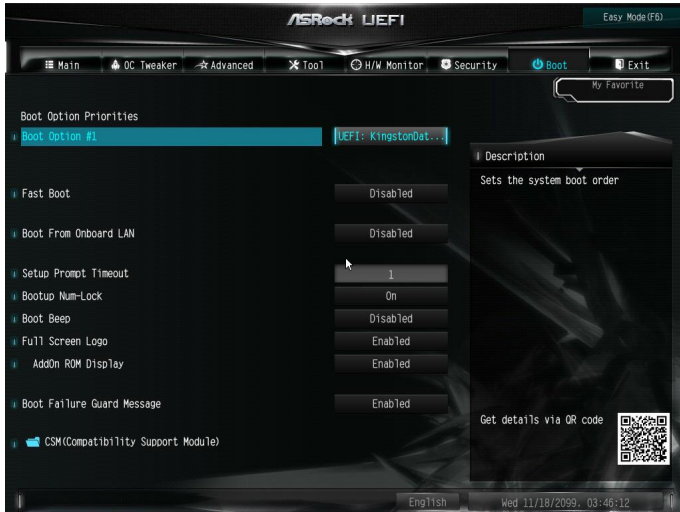 ASRock UEFI
Easy Mode(F6)
Main
OC Tweaker
Advanced
Tool
H/W Monitor
Security
Boot
Exit
My Favorite
Boot Option Priorities
Boot Option #1 UEFI: KingstonDat...
Fast Boot Disabled
Boot From Onboard LAN Disabled
Setup Prompt Timeout 1
Bootup Num-Lock On
Boot Beep Disabled
Full Screen Logo Enabled
AddOn ROM Display Enabled
Boot Failure Guard Message Enabled
CSM(Compatibility Support Module)
Description
Sets the system boot order
Get details via QR code
English
Wed 11/18/2099. 03:46:12